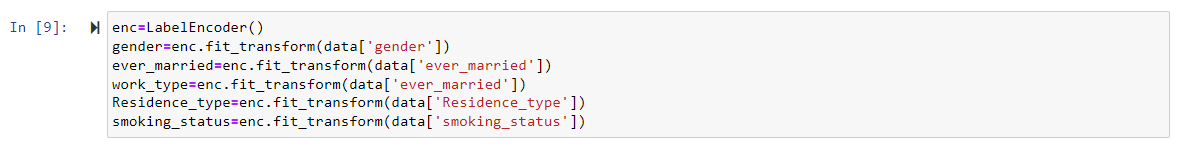 In [9]:
enc=LabelEncoder()
gender=enc.fit_transform(data['gender'])
ever_married=enc.fit_transform(data['ever_married'])
work_type=enc.fit_transform(data['ever_married'])
Residence_type=enc.fit_transform(data['Residence_type'])
smoking_status=enc.fit_transform(data['smoking_status'])